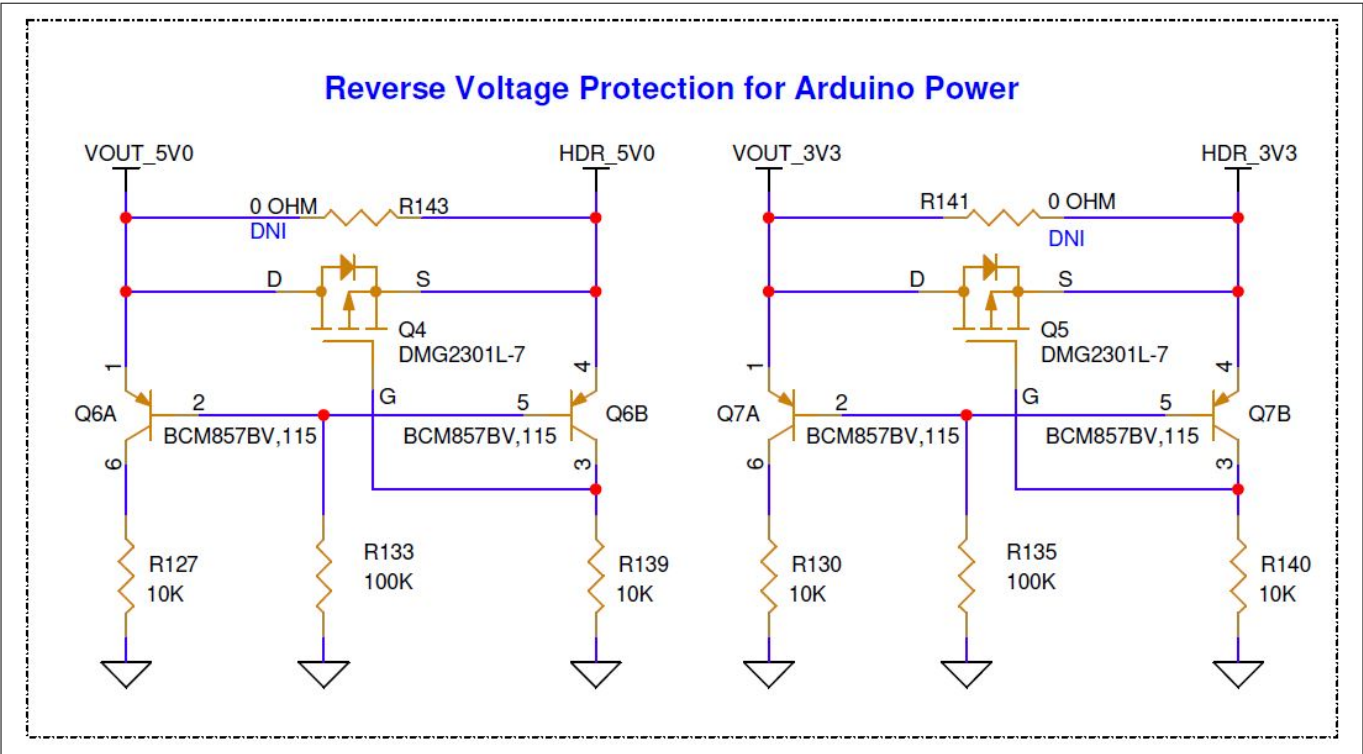 Reverse Voltage Protection for Arduino Power
VOUT_5V0
HDR_5V0
0 OHM
R143
DNI
D
S
Q4
DMG2301L-7
G
1
4
Q6A
2
5
Q6B
BCM857BV,115
BCM857BV,115
6
3
R127
10K
R133
100K
R139
10K
VOUT_3V3
HDR_3V3
R141
0 OHM
DNI
D
S
Q5
DMG2301L-7
G
1
4
Q7A
2
5
Q7B
BCM857BV,115
BCM857BV,115
6
3
R130
10K
R135
100K
R140
10K